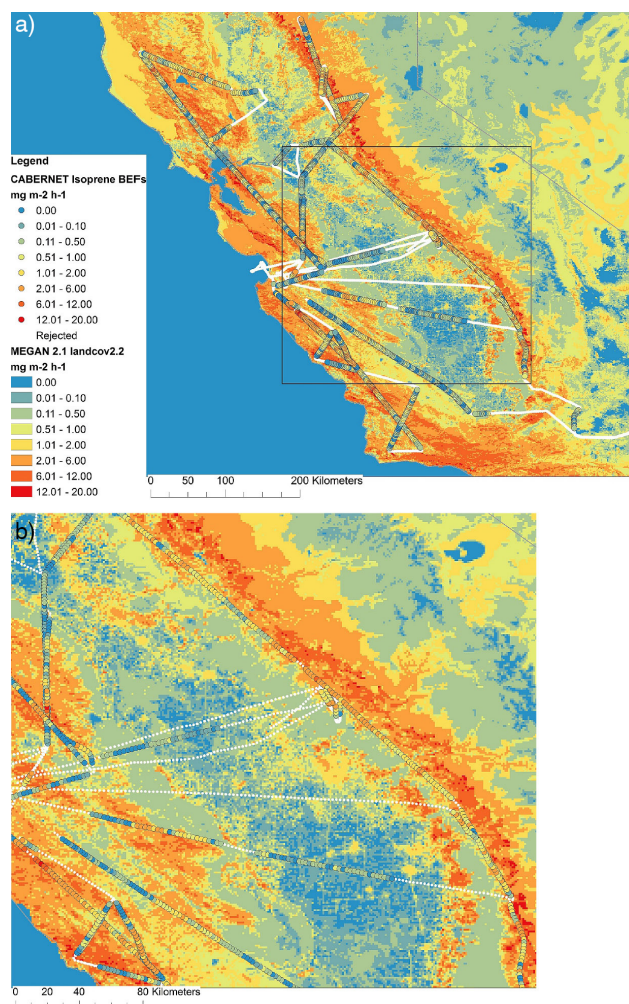 a)
Legend
CABERNET Isoprene BEFs
mg m-2 h-1
0.00
0.01 - 0.10
0.11 - 0.50
0.51 - 1.00
1.01 - 2.00
2.01 - 6.00
6.01 - 12.00
12.01 - 20.00
Rejected
MEGAN 2.1 landcov2.2
mg m-2 h-1
0.00
0.01 - 0.10
0.11 - 0.50
0.51 - 1.00
1.01 - 2.00
2.01 - 6.00
6.01 - 12.00
12.01 - 20.00
0 50 100 200 Kilometers
b)
0 20 40 80 Kilometers